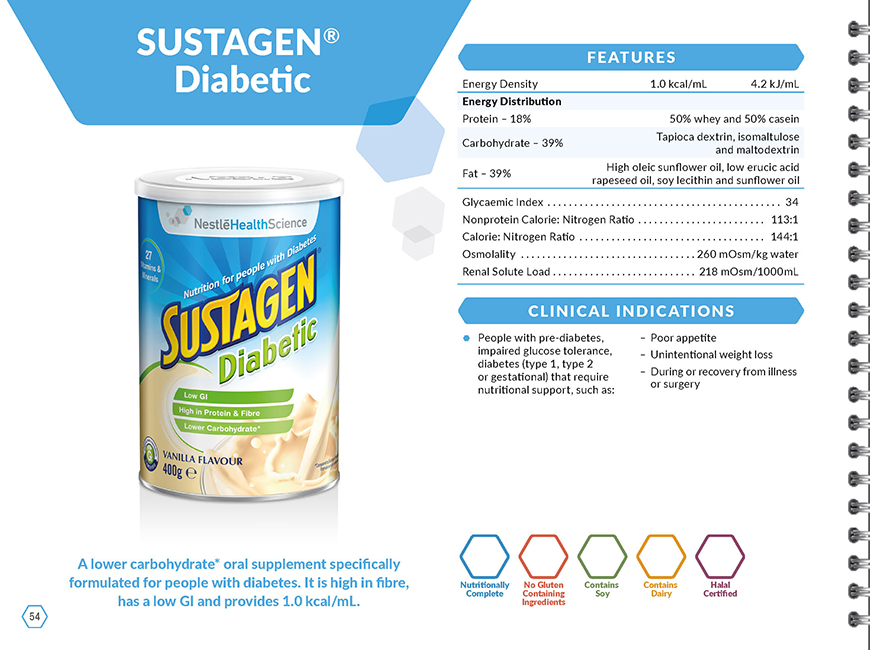 SUSTAGEN®
Diabetic
NestléHealthScience
27
Vitamins &
Minerals
Nutrition for people with Diabetes
SUSTAGEN
Diabetic
Low GI
High in Protein & Fibre
Lower Carbohydrate*
VANILLA FLAVOUR
400g ℮
A lower carbohydrate* oral supplement specifically
formulated for people with diabetes. It is high in fibre,
has a low GI and provides 1.0 kcal/mL.
54
FEATURES
Energy Density 1.0 kcal/mL 4.2 kJ/mL
Energy Distribution
Protein – 18% 50% whey and 50% casein
Carbohydrate – 39% Tapioca dextrin, isomaltulose
and maltodextrin
Fat – 39% High oleic sunflower oil, low erucic acid
rapeseed oil, soy lecithin and sunflower oil
Glycaemic Index ............................................ 34
Nonprotein Calorie: Nitrogen Ratio ....................... 113:1
Calorie: Nitrogen Ratio .................................. 144:1
Osmolality ................................ 260 mOsm/kg water
Renal Solute Load .......................... 218 mOsm/1000mL
CLINICAL INDICATIONS
People with pre-diabetes,
impaired glucose tolerance,
diabetes (type 1, type 2
or gestational) that require
nutritional support, such as:
– Poor appetite
– Unintentional weight loss
– During or recovery from illness
or surgery
Nutritionally
Complete
No Gluten
Containing
Ingredients
Contains
Soy
Contains
Dairy
Halal
Certified